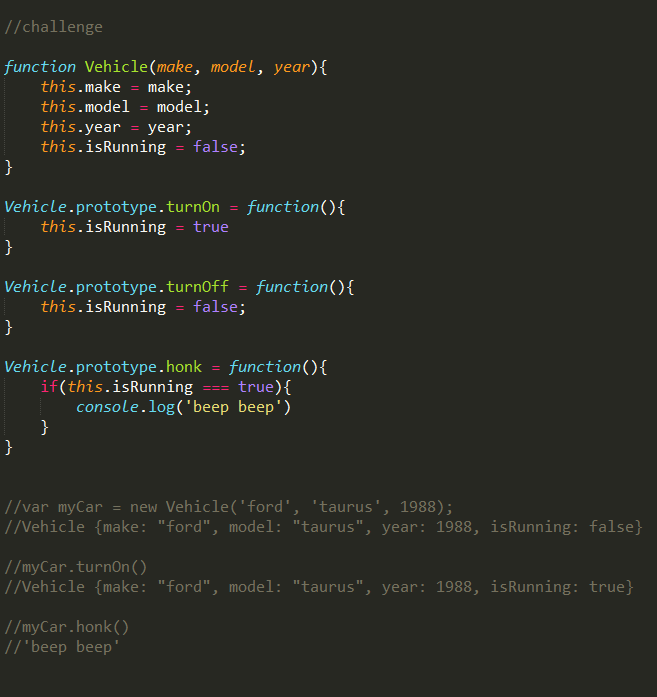 //challenge
function Vehicle(make, model, year){
    this.make = make;
    this.model = model;
    this.year = year;
    this.isRunning = false;
}
Vehicle.prototype.turnOn = function(){
    this.isRunning = true
}
Vehicle.prototype.turnOff = function(){
    this.isRunning = false;
}
Vehicle.prototype.honk = function(){
    if(this.isRunning === true){
        console.log('beep beep')
    }
}
//var myCar = new Vehicle('ford', 'taurus', 1988);
//Vehicle {make: "ford", model: "taurus", year: 1988, isRunning: false}
//myCar.turnOn()
//Vehicle {make: "ford", model: "taurus", year: 1988, isRunning: true}
//myCar.honk()
//'beep beep'